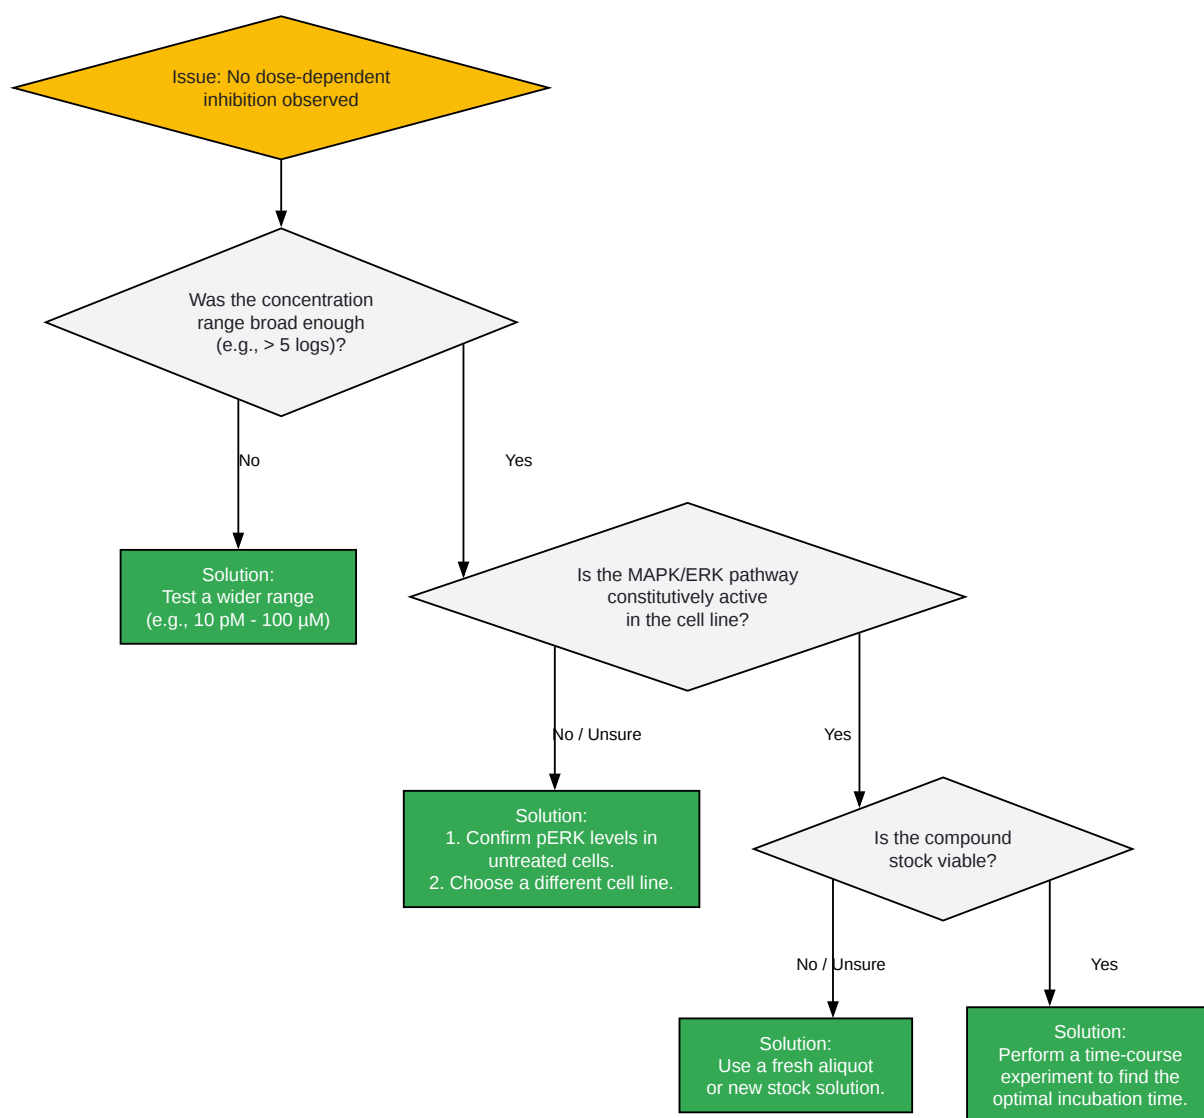 Issue: No dose-dependent
inhibition observed
Was the concentration
range broad enough
(e.g., > 5 logs)?
No
Yes
Solution:
Test a wider range
(e.g., 10 pM - 100 µM)
Is the MAPK/ERK pathway
constitutively active
in the cell line?
No / Unsure
Yes
Solution:
1. Confirm pERK levels in
untreated cells.
2. Choose a different cell line.
Is the compound
stock viable?
No / Unsure
Yes
Solution:
Use a fresh aliquot
or new stock solution.
Solution:
Perform a time-course
experiment to find the
optimal incubation time.